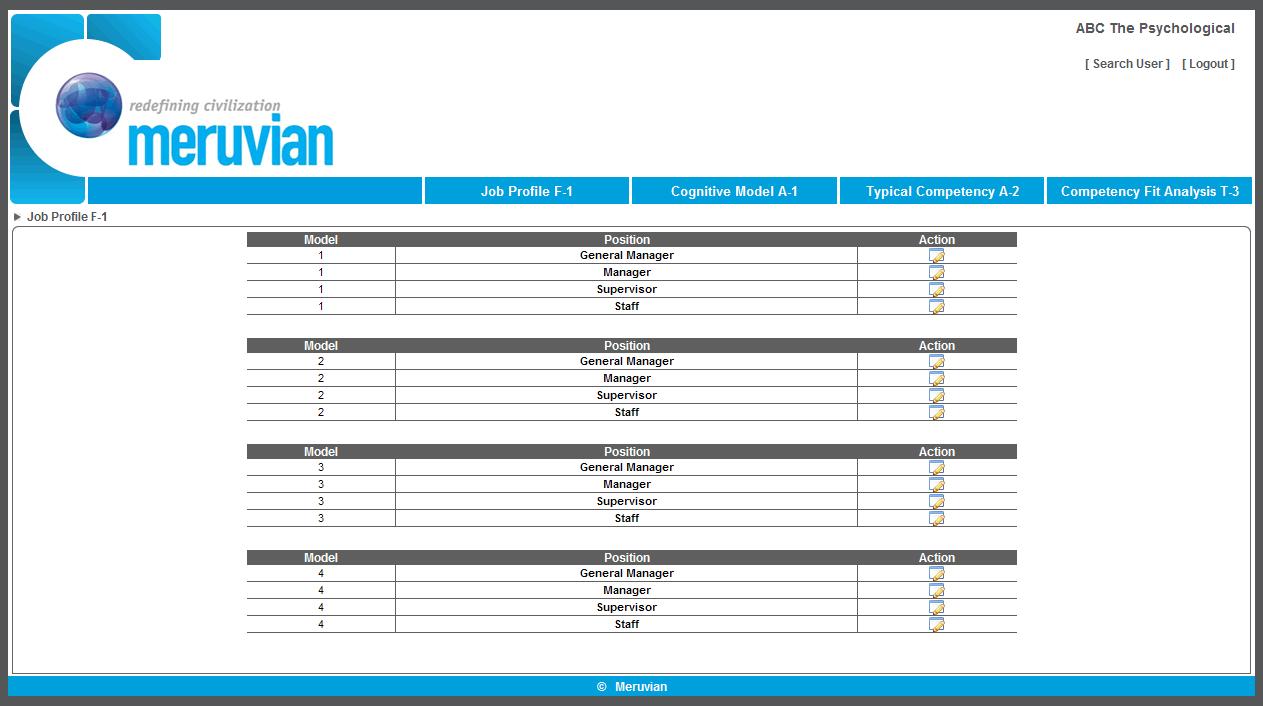 ABC The Psychological
[ Search User ] [ Logout ]
redefining civilization
meruvian
Job Profile F-1 Cognitive Model A-1 Typical Competency A-2 Competency Fit Analysis T-3
Job Profile F-1
Model Position Action
1 General Manager
1 Manager
1 Supervisor
1 Staff
Model Position Action
2 General Manager
2 Manager
2 Supervisor
2 Staff
Model Position Action
3 General Manager
3 Manager
3 Supervisor
3 Staff
Model Position Action
4 General Manager
4 Manager
4 Supervisor
4 Staff
© Meruvian